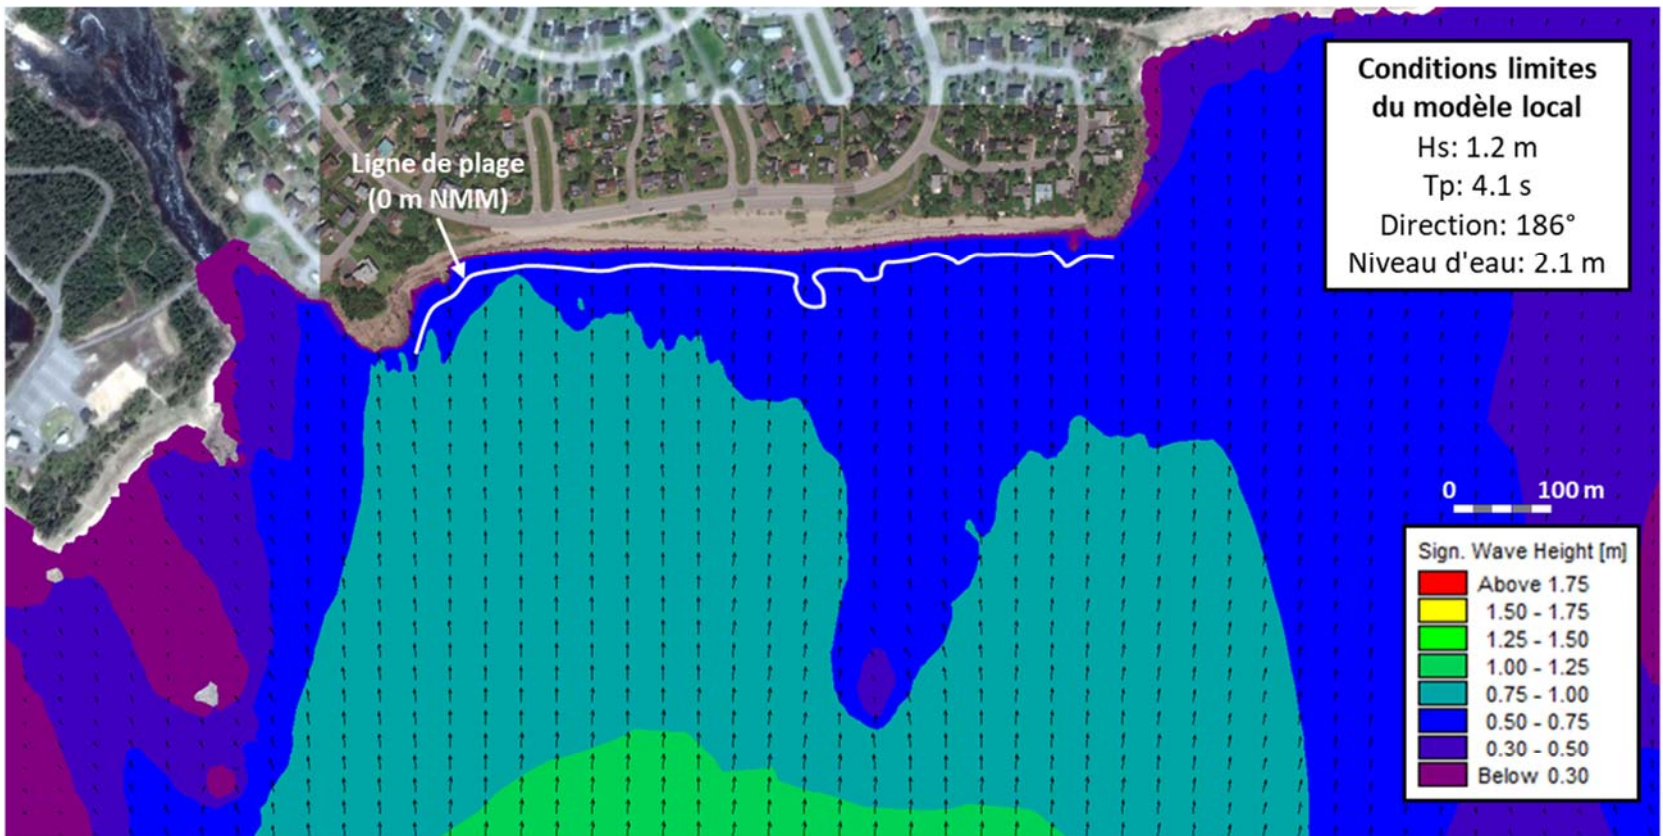 Conditions limites
du modèle local
Hs: 1.2 m
Tp: 4.1 s
Direction: 186°
Niveau d'eau: 2.1 m
Ligne de plage
(0 m NMM)
0 100 m
Sign. Wave Height [m]
Above 1.75
1.50 - 1.75
1.25 - 1.50
1.00 - 1.25
0.75 - 1.00
0.50 - 0.75
0.30 - 0.50
Below 0.30